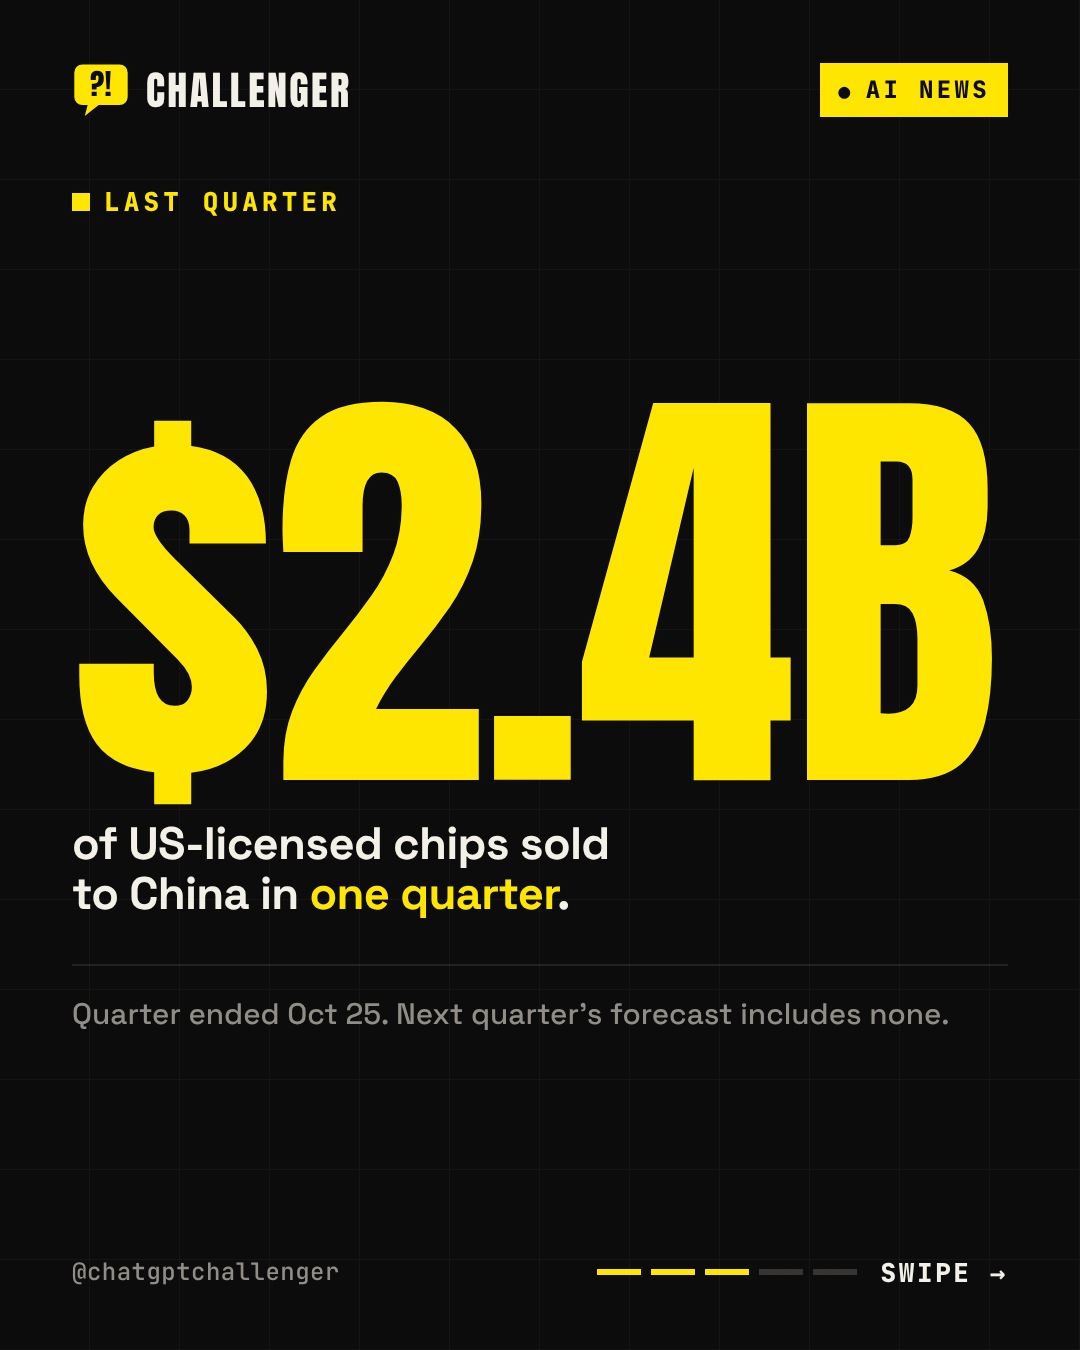 ?! CHALLENGER
● AI NEWS
LAST QUARTER
$2.4B
of US-licensed chips sold
to China in one quarter.
Quarter ended Oct 25. Next quarter’s forecast includes none.
@chatgptchallenger
SWIPE →